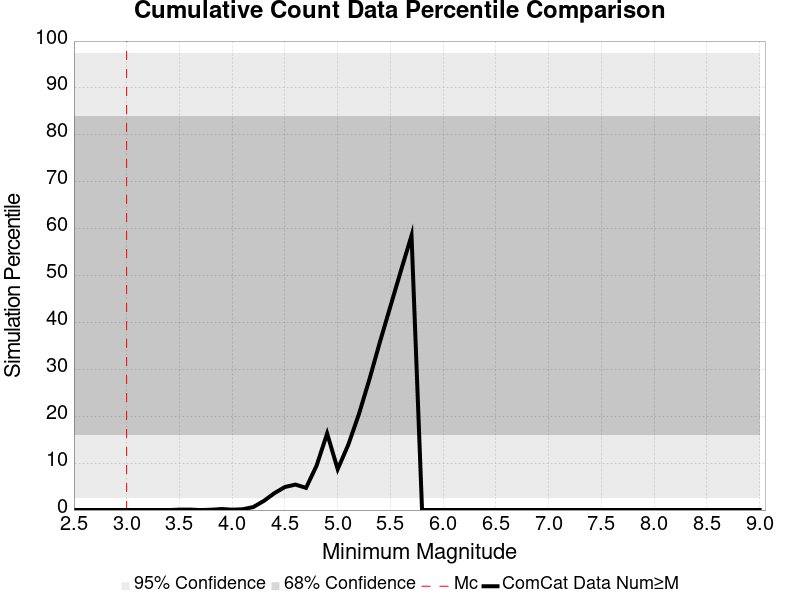 Cumulative Count Data Percentile Comparison
100
90
80
70
60
50
40
30
20
10
0
Simulation Percentile
2.5 3.0 3.5 4.0 4.5 5.0 5.5 6.0 6.5 7.0 7.5 8.0 8.5 9.0
Minimum Magnitude
95% Confidence 68% Confidence Mc ComCat Data Num≥M